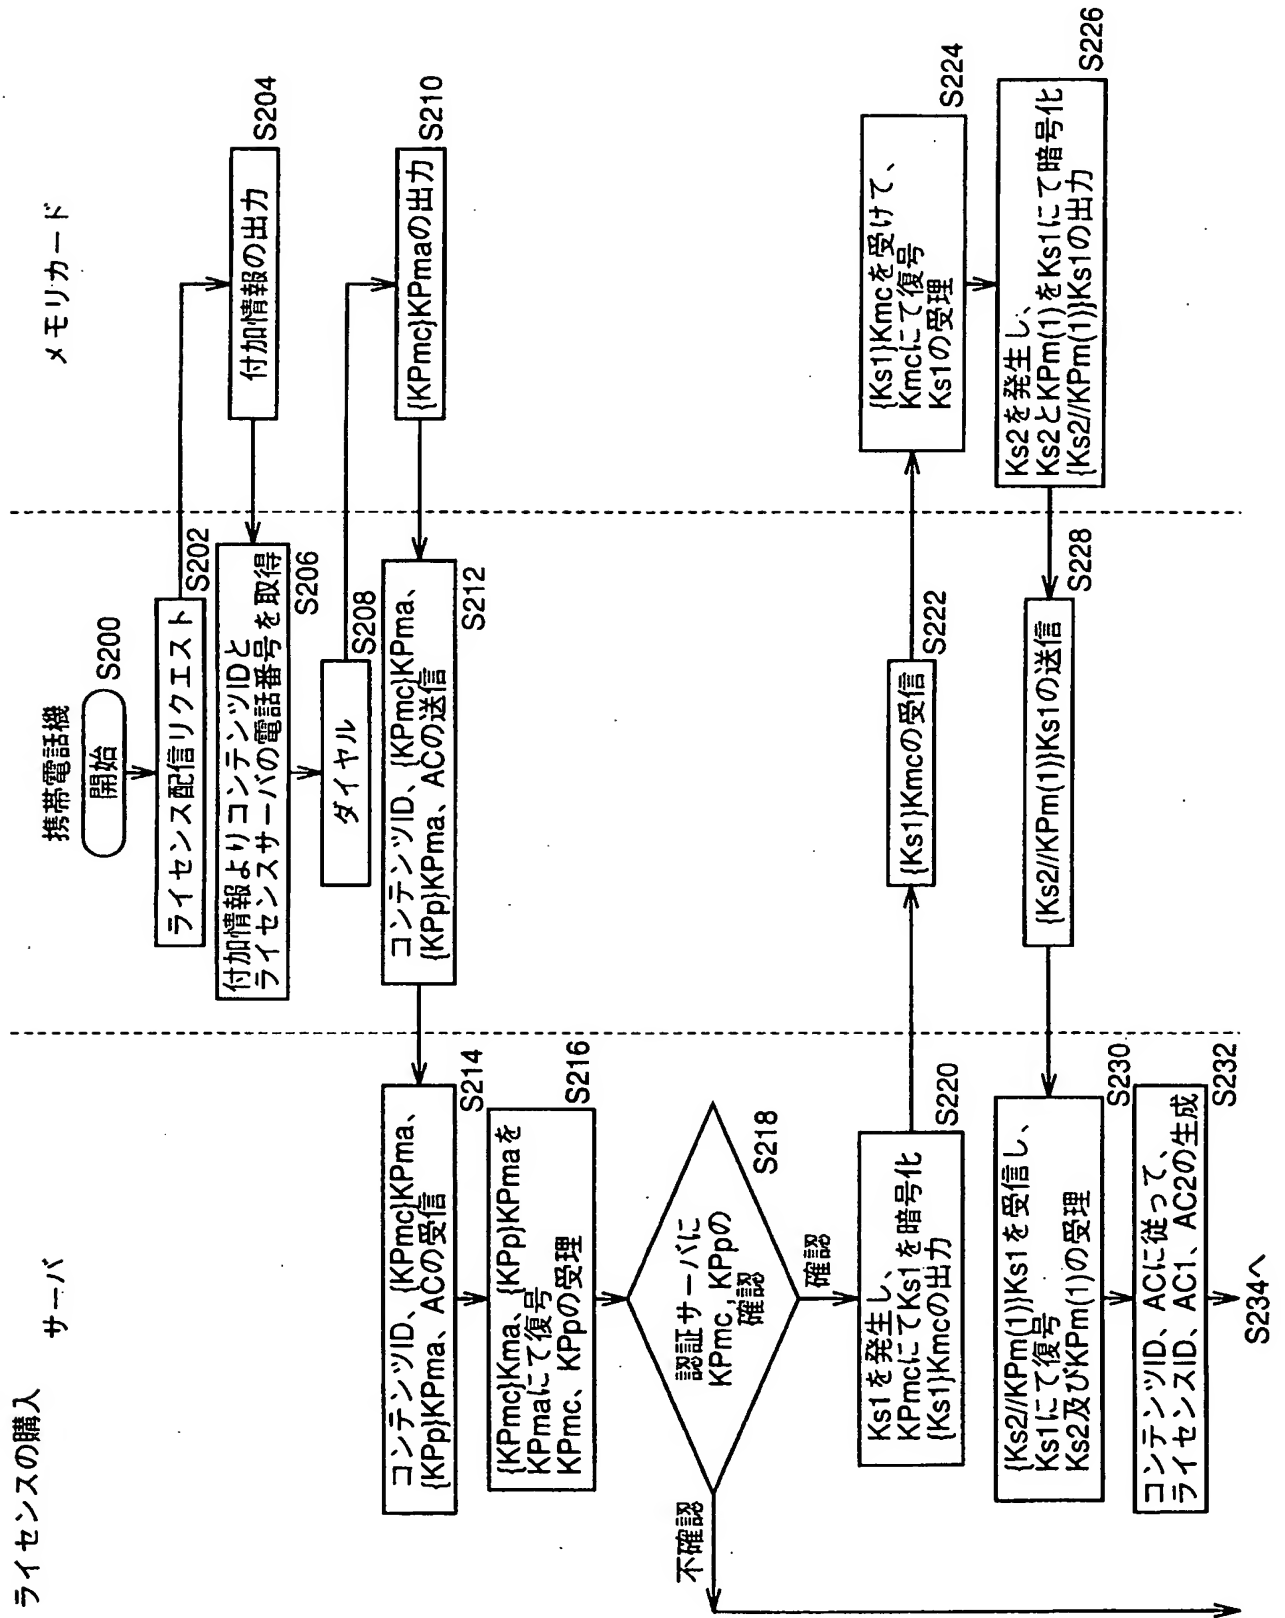 ライセンスの購入
サーバ
携帯電話機
メモリカード
開始
S200
ライセンス配信リクエスト
S202
付加情報の出力
S204
付加情報よりコンテンツIDと
ライセンスサーバの電話番号を取得
S206
ダイヤル
S208
{KPmc}KPmaの出力
S210
コンテンツID、{KPmc}KPma、
{KPp}KPma、ACの送信
S212
コンテンツID、{KPmc}KPma、
{KPp}KPma、ACの受信
S214
{KPmc}Kma、{KPp}KPmaを
KPmaにて復号
KPmc、KPpの受理
S216
認証サーバに
KPmc,KPpの
確認
S218
不確認
確認
Ks1を発生し、
KPmcにてKs1を暗号化
{Ks1}Kmcの出力
S220
{Ks1}Kmcの受信
S222
{Ks1}Kmcを受けて、
Kmcにて復号
Ks1の受理
S224
Ks2を発生し、
Ks2とKPm(1)をKs1にて暗号化
{Ks2//KPm(1)}Ks1の出力
S226
{Ks2//KPm(1)}Ks1の送信
S228
{Ks2//KPm(1)}Ks1を受信し、
Ks1にて復号
Ks2及びKPm(1)の受理
S230
コンテンツID、ACに従って、
ライセンスID、AC1、AC2の生成
S232
S234へ